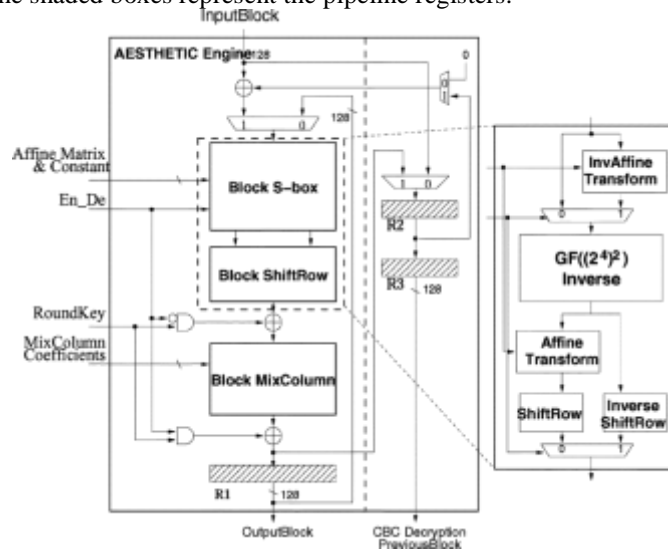 he shaded boxes represent the pipeline registers.
InputBlock
AESTHETIC Engine
128
0
0
1
1 0
128
Affine Matrix
& Constant
En_De
Block S-box
Block ShiftRow
RoundKey
MixColumn
Coefficients
Block MixColumn
R1
128
OutputBlock
1 0
R2
R3
128
CBC Decryption
PreviousBlock
InvAffine
Transform
0 1
GF((2⁴)²)
Inverse
Affine
Transform
ShiftRow
Inverse
ShiftRow
0 1